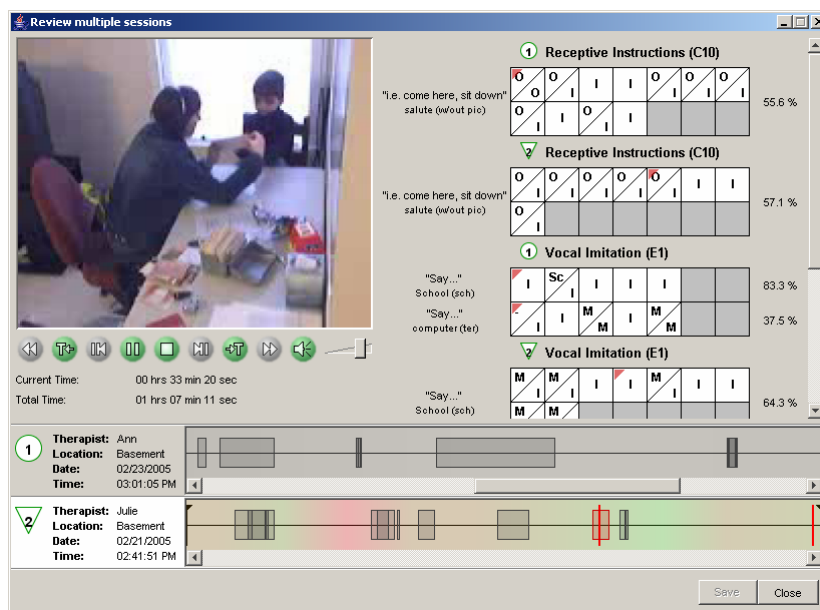 Review multiple sessions
1 Receptive Instructions (C10)
"i.e. come here, sit down"
salute (w/out pic)
O O O I I I O I O I O I
O I I O I I
55.6 %
2 Receptive Instructions (C10)
"i.e. come here, sit down"
salute (w/out pic)
O I O I O I O I O I I I
O I
57.1 %
1 Vocal Imitation (E1)
"Say..."
School (sch)
I Sc I I I I
83.3 %
"Say..."
computer (ter)
- I I M M I M M
37.5 %
2 Vocal Imitation (E1)
"Say..."
School (sch)
M I M I I I M I I I
M M
64.3 %
T T
Current Time: 00 hrs 33 min 20 sec
Total Time: 01 hrs 07 min 11 sec
1
Therapist: Ann
Location: Basement
Date: 02/23/2005
Time: 03:01:05 PM
2
Therapist: Julie
Location: Basement
Date: 02/21/2005
Time: 02:41:51 PM
Save Close